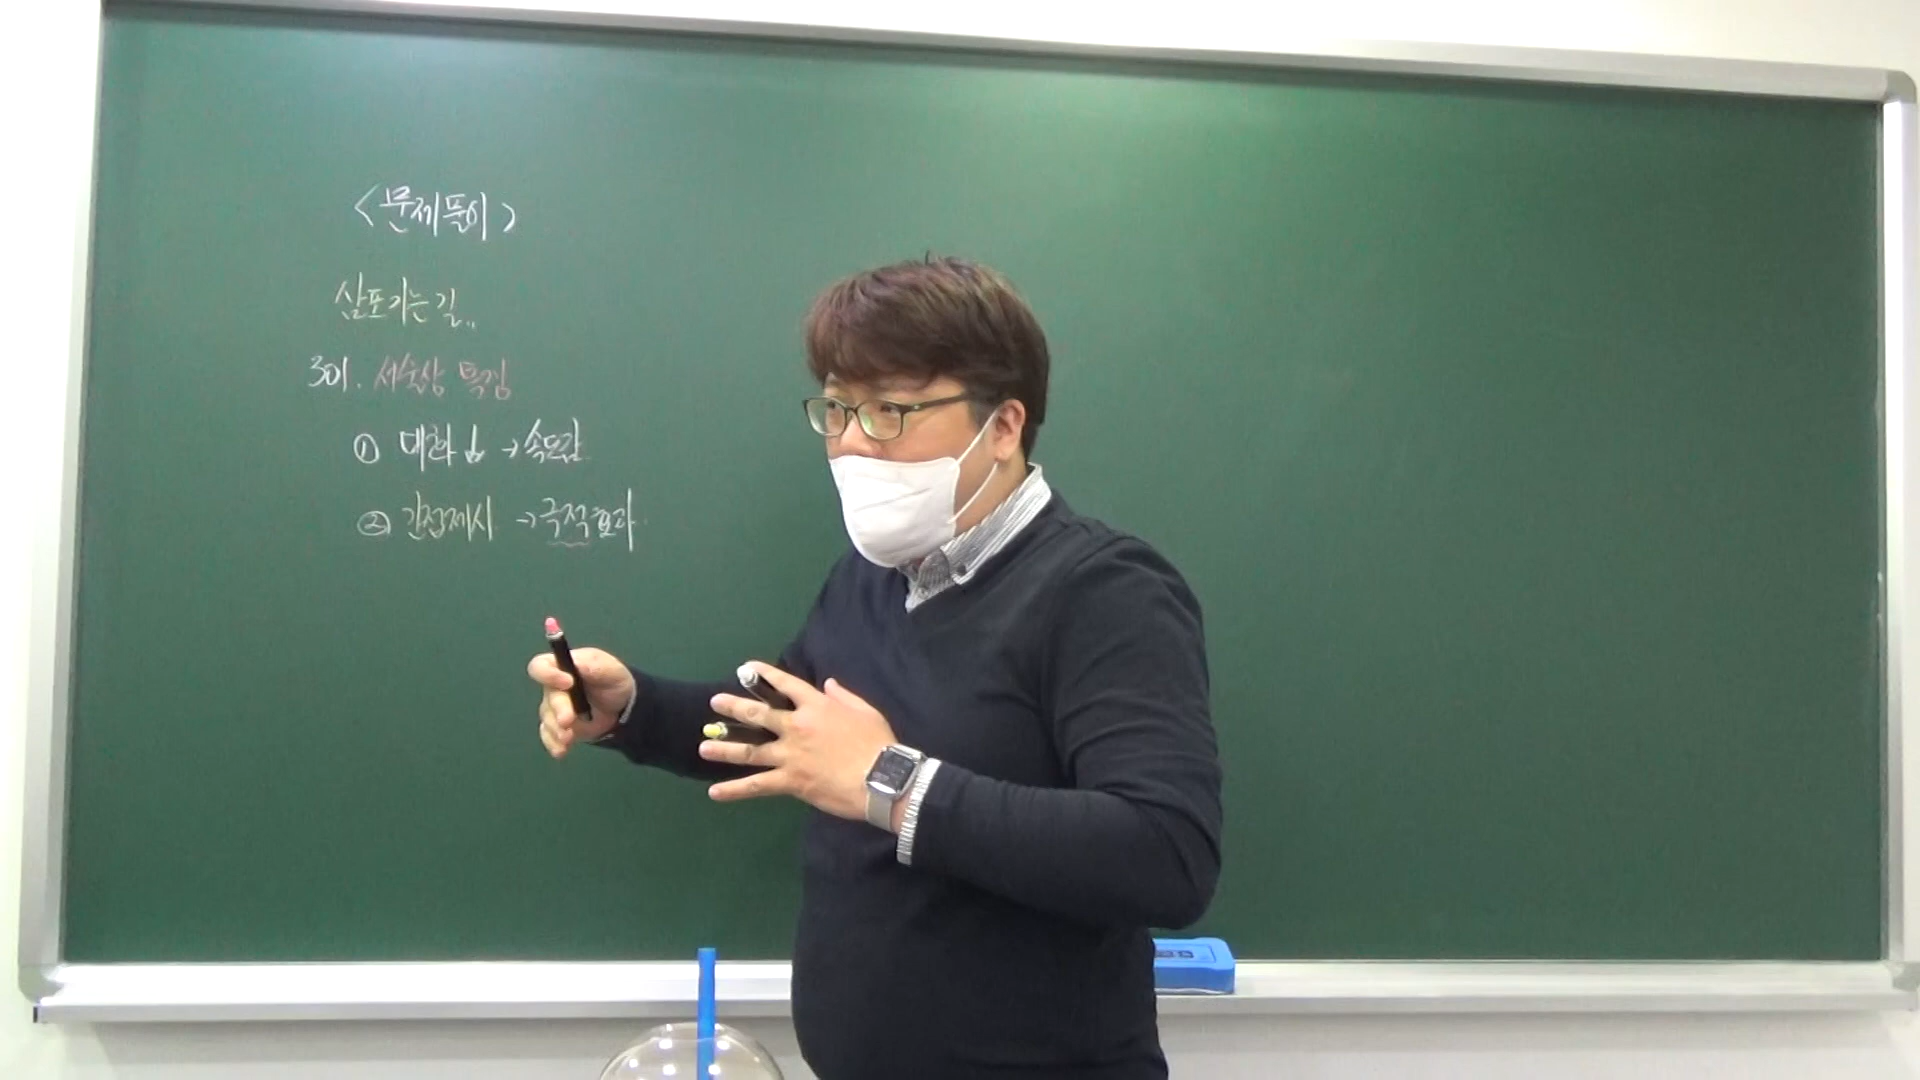 <문제풀이>
삼포가는 길..
301. 서술상 특징
① 대화 → 속도감.
② 간접제시 → 극적효과.